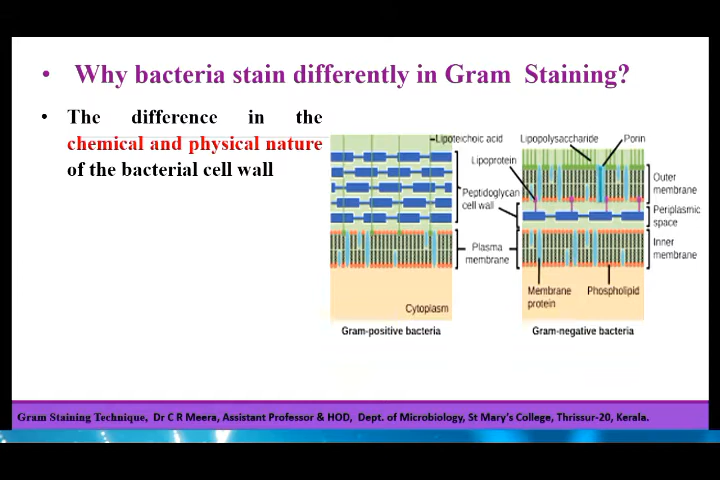 • Why bacteria stain differently in Gram Staining?
• The difference in the
chemical and physical nature
of the bacterial cell wall
Lipoteichoic acid
Peptidoglycan
cell wall
Plasma
membrane
Cytoplasm
Gram-positive bacteria
Lipopolysaccharide
Porin
Lipoprotein
Outer
membrane
Periplasmic
space
Inner
membrane
Membrane
protein
Phospholipid
Gram-negative bacteria
Gram Staining Technique, Dr C R Meera, Assistant Professor & HOD, Dept. of Microbiology, St Mary's College, Thrissur-20, Kerala.